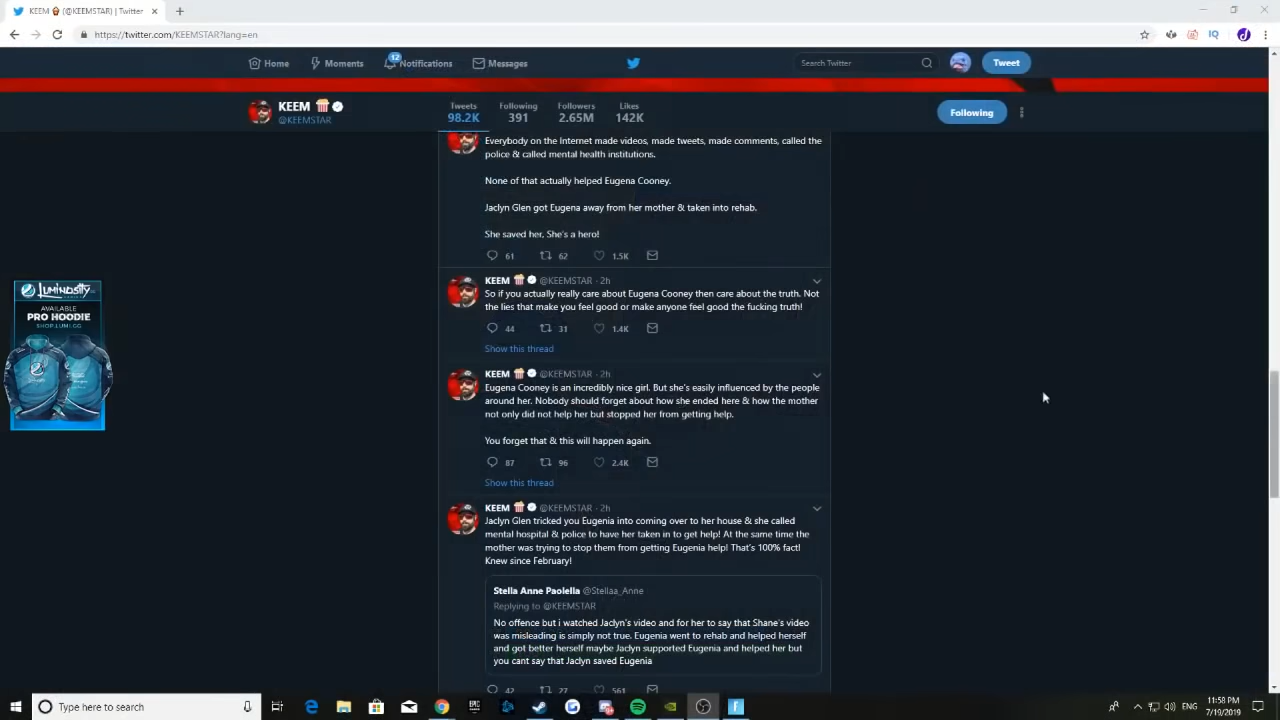 KEEM (@KEEMSTAR) | Twitter
https://twitter.com/KEEMSTAR?lang=en
IQ
Home
Moments
12
Notifications
Messages
Search Twitter
Tweet
KEEM
@KEEMSTAR
Tweets
98.2K
Following
391
Followers
2.65M
Likes
142K
Following
Everybody on the Internet made videos, made tweets, made comments, called the
police & called mental health institutions.
None of that actually helped Eugena Cooney.
Jaclyn Glen got Eugena away from her mother & taken into rehab.
She saved her, She's a hero!
61 62 1.5K
KEEM @KEEMSTAR · 2h
So if you actually really care about Eugena Cooney then care about the truth. Not
the lies that make you feel good or make anyone feel good the fucking truth!
44 31 1.4K
Show this thread
KEEM @KEEMSTAR · 2h
Eugena Cooney is an incredibly nice girl. But she's easily influenced by the people
around her. Nobody should forget about how she ended here & how the mother
not only did not help her but stopped her from getting help.
You forget that & this will happen again.
87 96 2.4K
Show this thread
KEEM @KEEMSTAR · 2h
Jaclyn Glen tricked you Eugenia into coming over to her house & she called
mental hospital & police to have her taken in to get help! At the same time the
mother was trying to stop them from getting Eugenia help! That's 100% fact!
Knew since February!
Stella Anne Paolella @Stellaa_Anne
Replying to @KEEMSTAR
No offence but i watched Jaclyn's video and for her to say that Shane's video
was misleading is simply not true. Eugenia went to rehab and helped herself
and got better herself maybe Jaclyn supported Eugenia and helped her but
you cant say that Jaclyn saved Eugenia
42 27 561
LUMINOSITY
AVAILABLE
PRO HOODIE
SHOP.LUMI.GG
Type here to search
EPIC
ENG
11:58 PM
7/19/2019